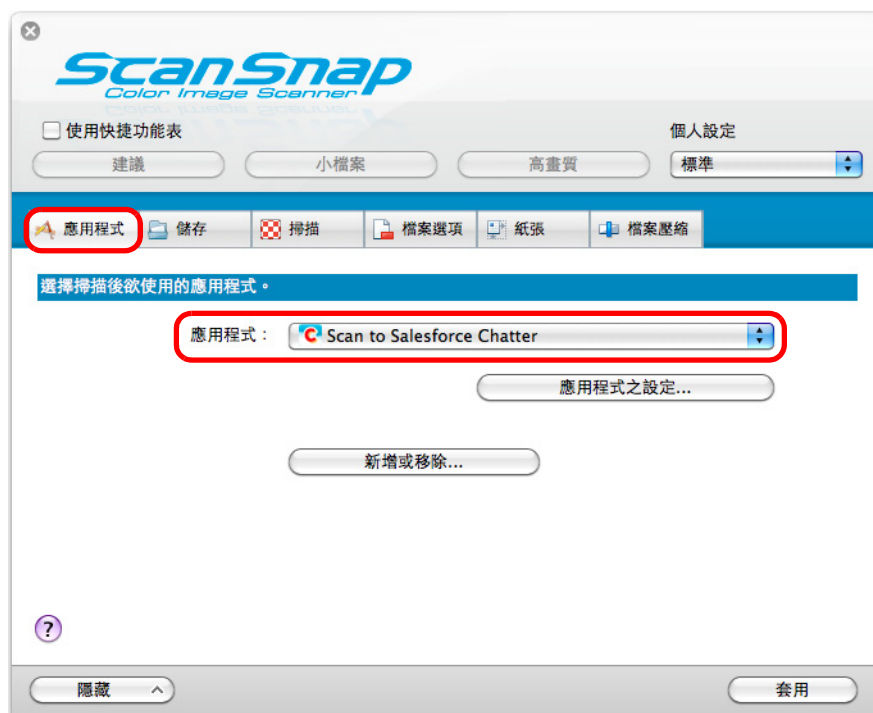 ScanSnap
Color Image Scanner
使用快捷功能表
個人設定
建議 小檔案 高畫質 標準
應用程式 儲存 掃描 檔案選項 紙張 檔案壓縮
選擇掃描後欲使用的應用程式。
應用程式： C Scan to Salesforce Chatter
應用程式之設定...
新增或移除...
?
隱藏 套用